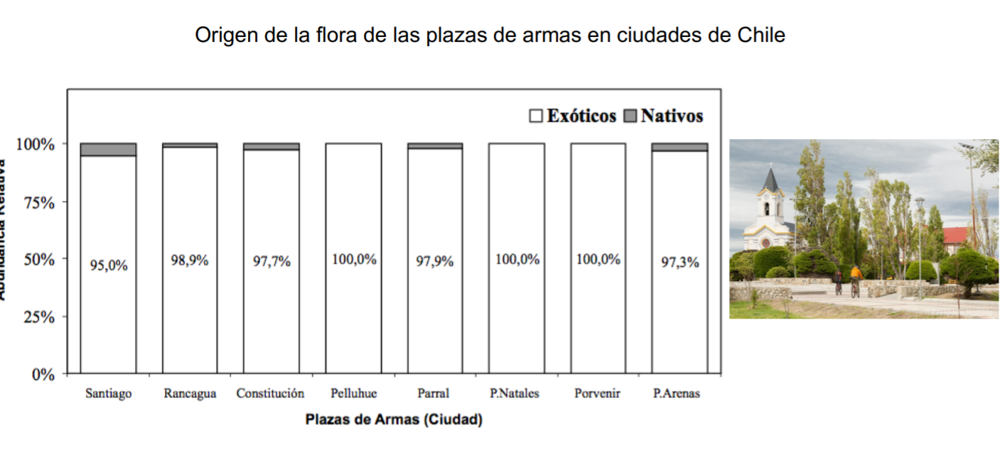 Origen de la flora de las plazas de armas en ciudades de Chile
Exóticos Nativos
100%
75%
50%
25%
0%
95,0% 98,9% 97,7% 100,0% 97,9% 100,0% 100,0% 97,3%
Santiago Rancagua Constitución Pelluhue Parral P.Natales Porvenir P.Arenas
Plazas de Armas (Ciudad)